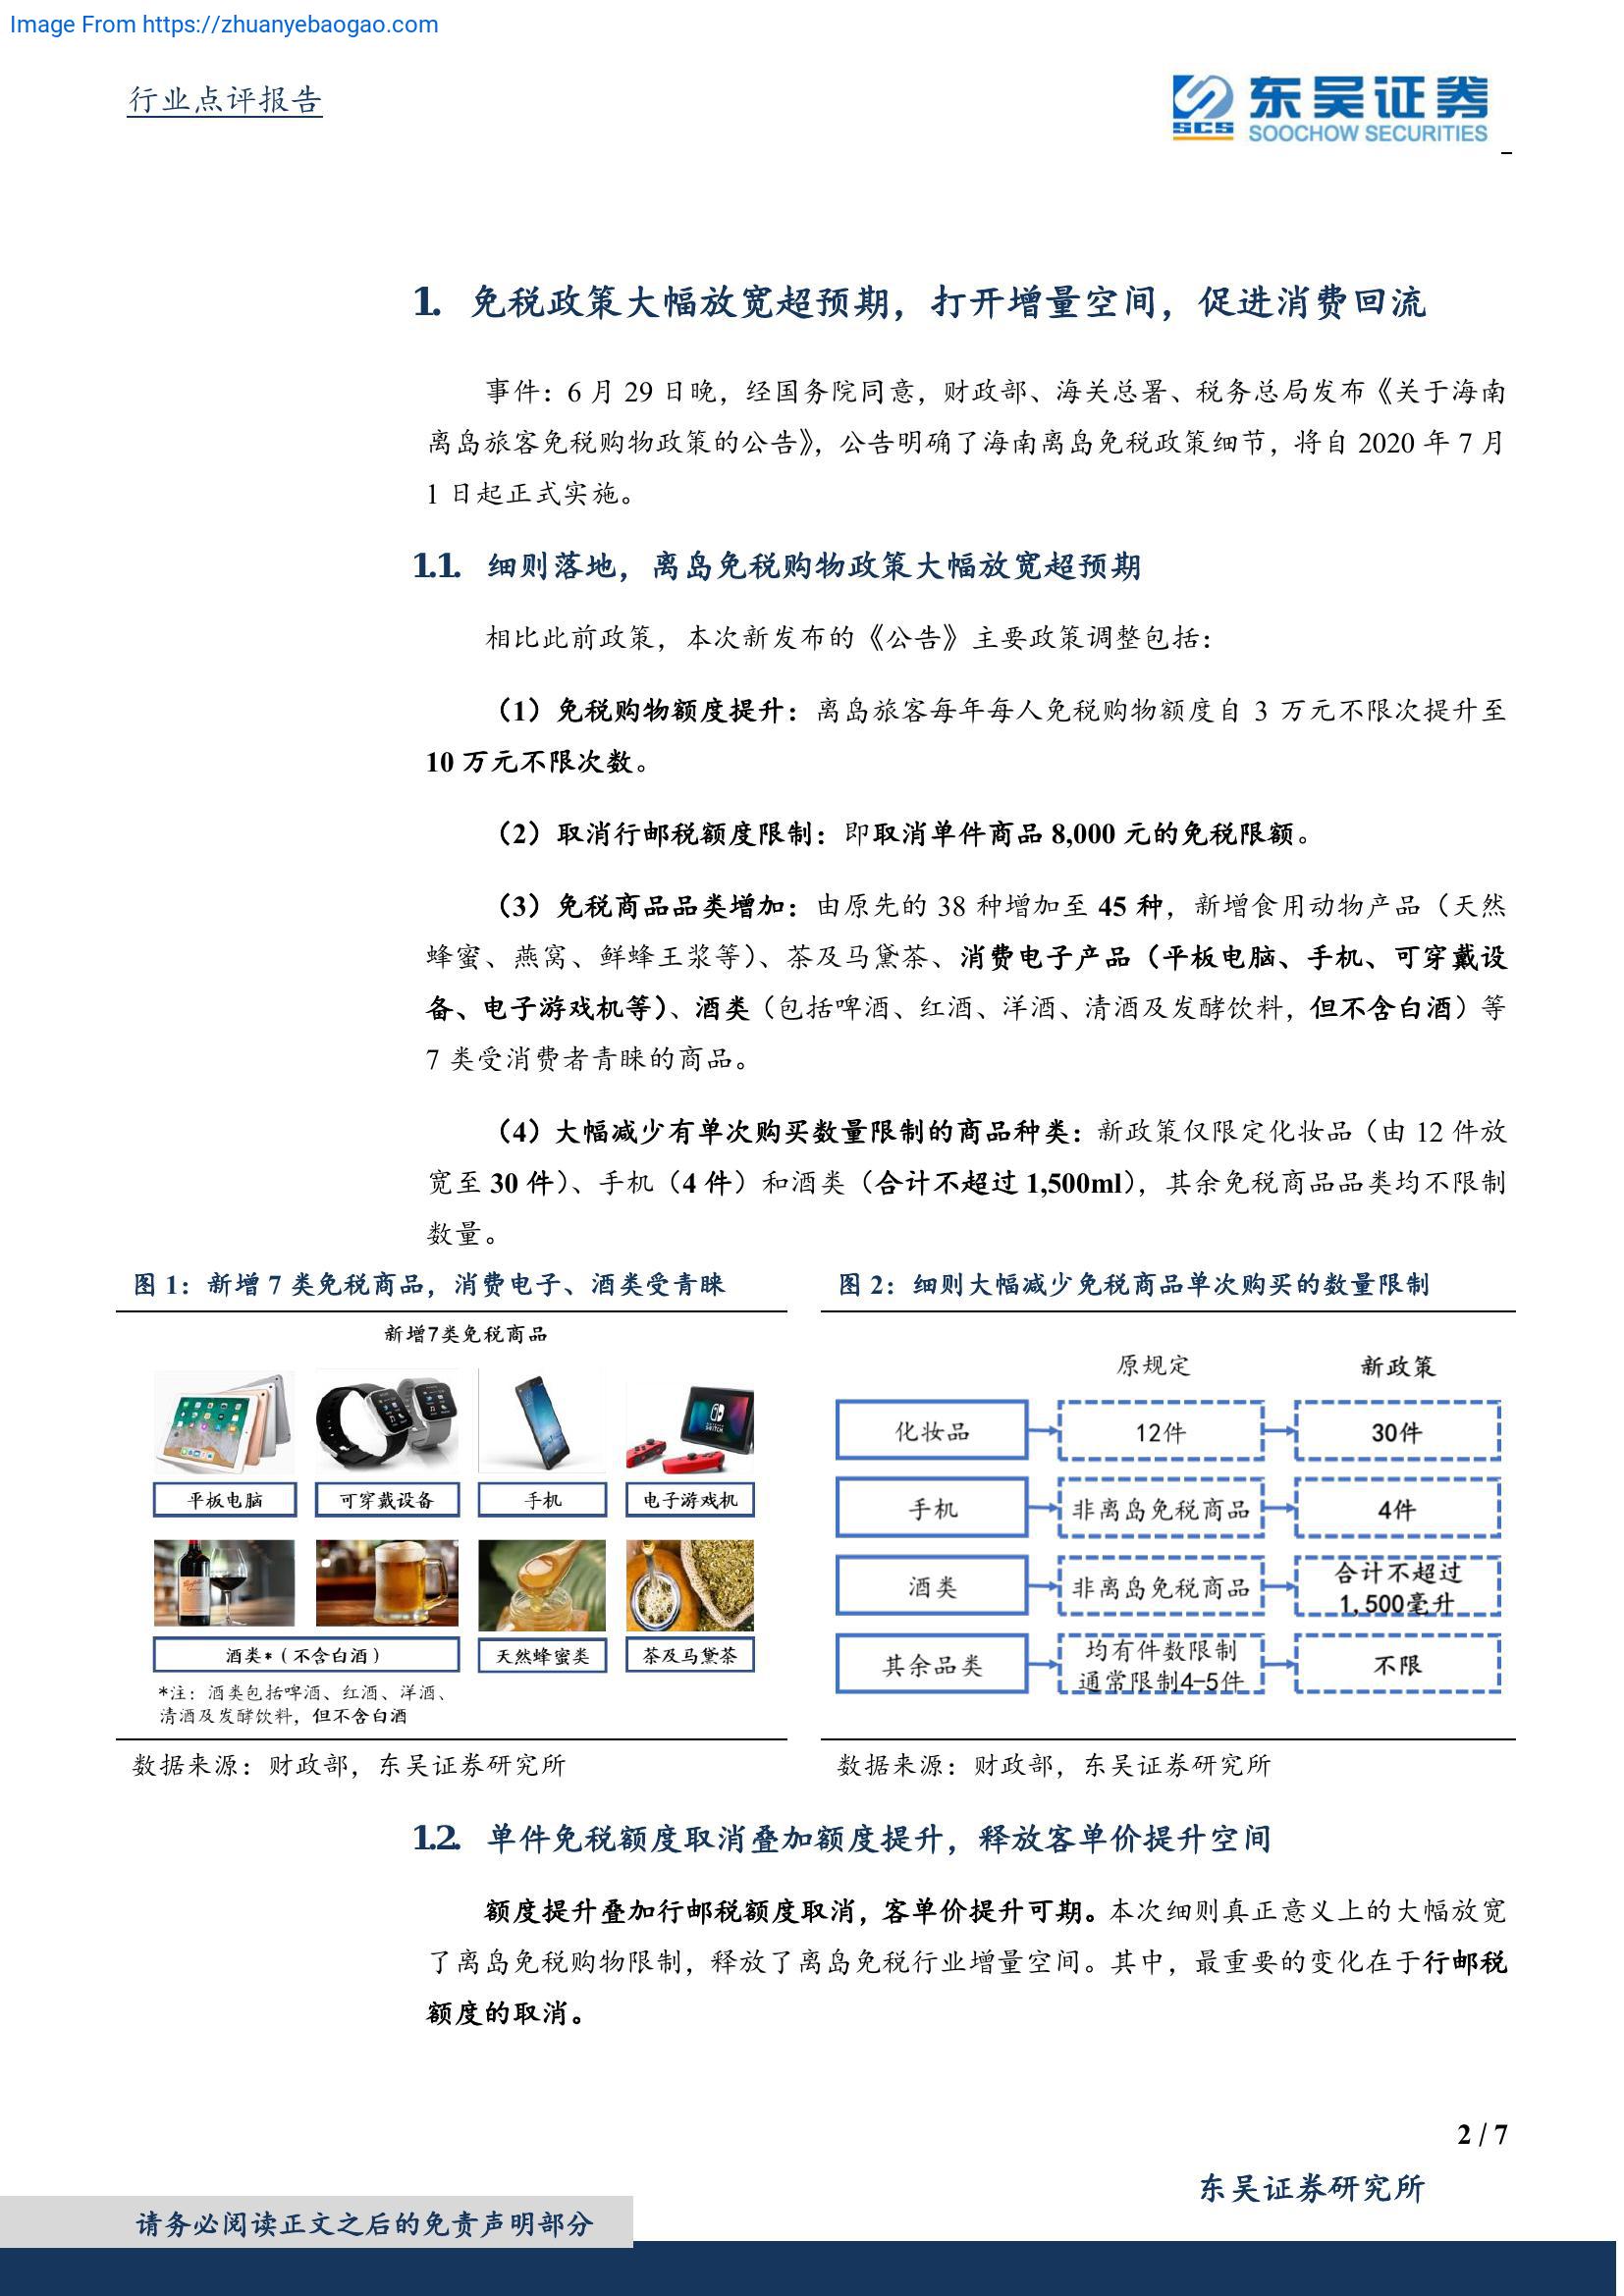 Image From https://zhuanyebaogao.com
行业点评报告
东吴证券
SCS
SOOCHOW SECURITIES
1. 免税政策大幅放宽超预期，打开增量空间，促进消费回流
事件：6 月 29 日晚，经国务院同意，财政部、海关总署、税务总局发布《关于海南
离岛旅客免税购物政策的公告》，公告明确了海南离岛免税政策细节，将自 2020 年 7 月
1 日起正式实施。
1.1. 细则落地，离岛免税购物政策大幅放宽超预期
相比此前政策，本次新发布的《公告》主要政策调整包括：
（1）免税购物额度提升：离岛旅客每年每人免税购物额度自 3 万元不限次提升至
10 万元不限次数。
（2）取消行邮税额度限制：即取消单件商品 8,000 元的免税限额。
（3）免税商品品类增加：由原先的 38 种增加至 45 种，新增食用动物产品（天然
蜂蜜、燕窝、鲜蜂王浆等）、茶及马黛茶、消费电子产品（平板电脑、手机、可穿戴设
备、电子游戏机等）、酒类（包括啤酒、红酒、洋酒、清酒及发酵饮料，但不含白酒）等
7 类受消费者青睐的商品。
（4）大幅减少有单次购买数量限制的商品种类：新政策仅限定化妆品（由 12 件放
宽至 30 件）、手机（4 件）和酒类（合计不超过 1,500ml），其余免税商品品类均不限制
数量。
图 1：新增 7 类免税商品，消费电子、酒类受青睐
新增7类免税商品
平板电脑 可穿戴设备 手机 电子游戏机
酒类*（不含白酒） 天然蜂蜜类 茶及马黛茶
*注：酒类包括啤酒、红酒、洋酒、
清酒及发酵饮料，但不含白酒
数据来源：财政部，东吴证券研究所
图 2：细则大幅减少免税商品单次购买的数量限制
原规定 新政策
化妆品 12件 30件
手机 非离岛免税商品 4件
酒类 非离岛免税商品 合计不超过
1,500毫升
其余品类 均有件数限制
通常限制4-5件 不限
数据来源：财政部，东吴证券研究所
1.2. 单件免税额度取消叠加额度提升，释放客单价提升空间
额度提升叠加行邮税额度取消，客单价提升可期。本次细则真正意义上的大幅放宽
了离岛免税购物限制，释放了离岛免税行业增量空间。其中，最重要的变化在于行邮税
额度的取消。
2 / 7
东吴证券研究所
请务必阅读正文之后的免责声明部分